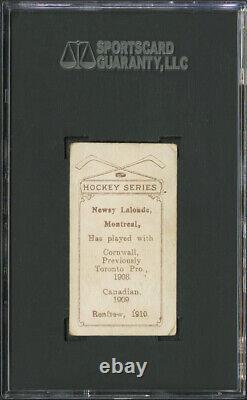 SPORTSCARD
GUARANTY, LLC
HOCKEY SERIES
Newsy Lalonde,
Montreal,
Has played with
Cornwall,
Previously
Toronto Pro.,
1908.
Canadian.
1909
Renfrew, 1910.
© ebay